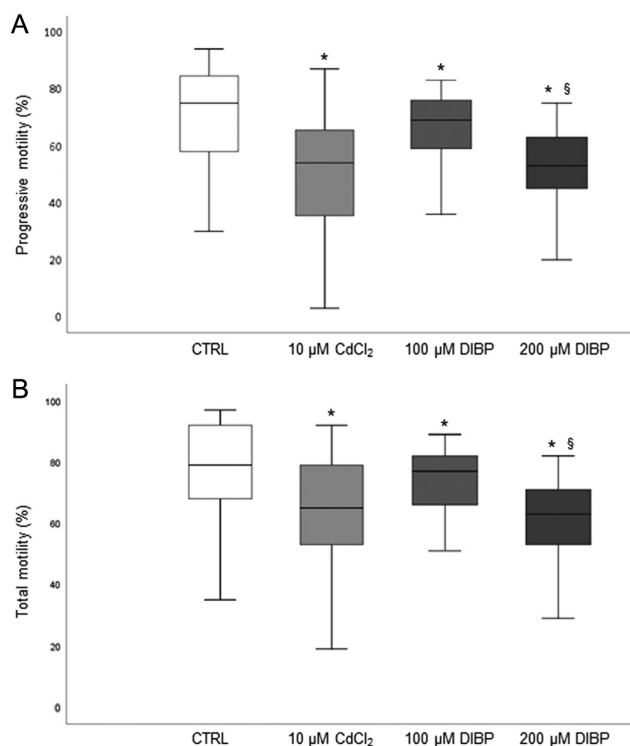 A
Progressive motility (%)
100
80
60
40
20
0
*
*
* §
CTRL
10 µM CdCl₂
100 µM DIBP
200 µM DIBP
B
Total motility (%)
100
80
60
40
20
0
*
*
* §
CTRL
10 µM CdCl₂
100 µM DIBP
200 µM DIBP